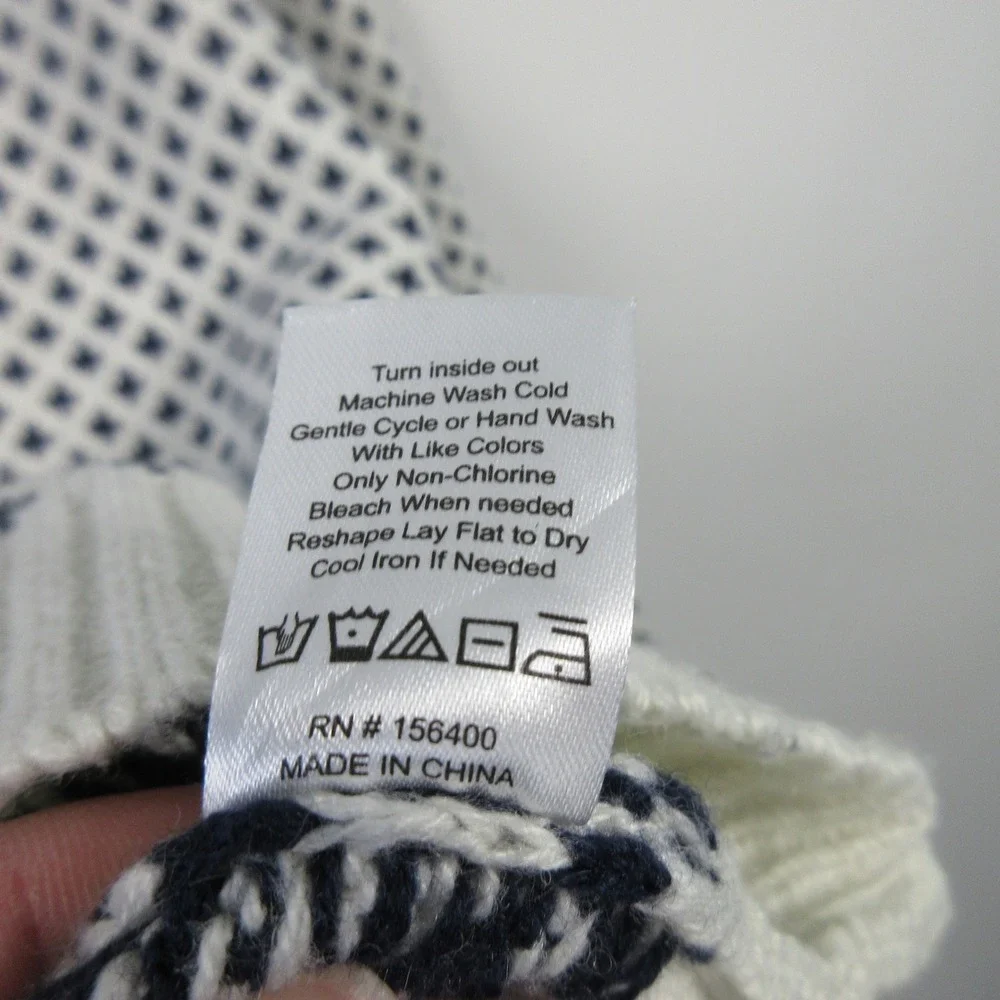 Turn inside out
Machine Wash Cold
Gentle Cycle or Hand Wash
With Like Colors
Only Non-Chlorine
Bleach When needed
Reshape Lay Flat to Dry
Cool Iron If Needed
RN # 156400
MADE IN CHINA